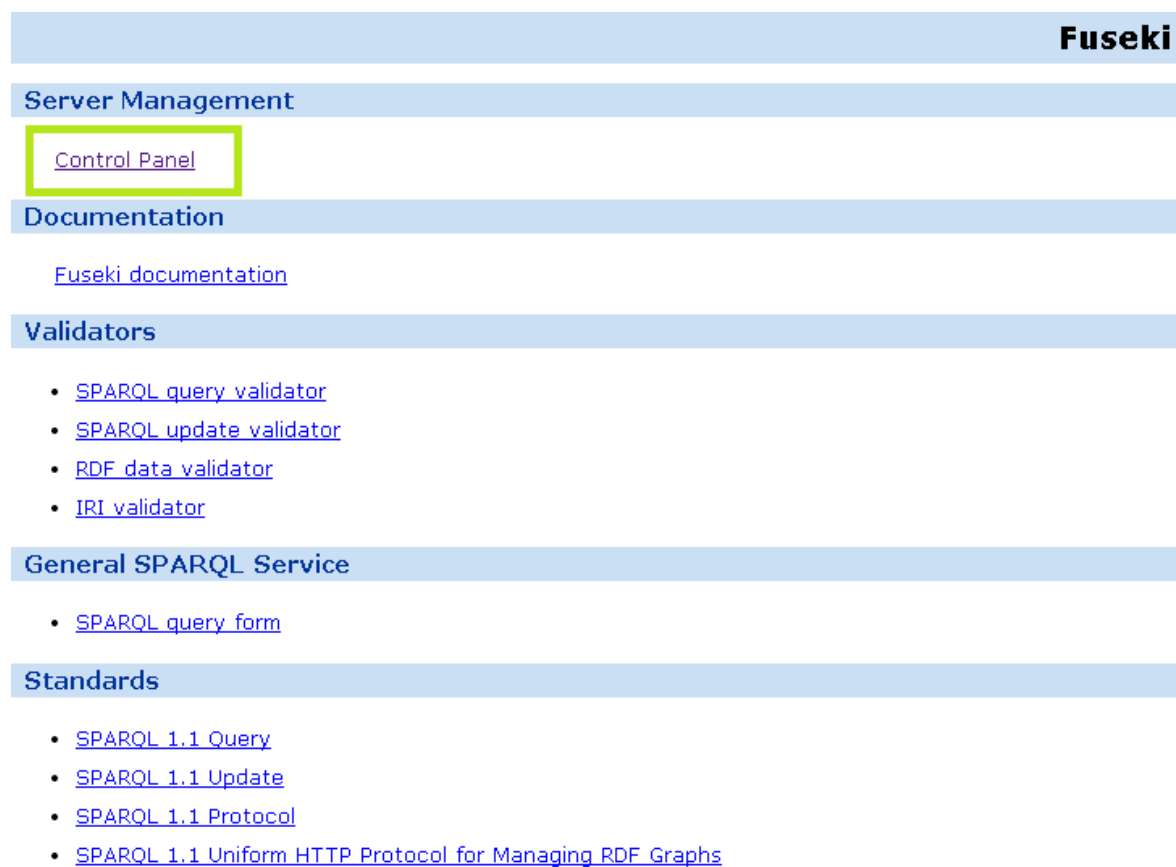 Fuseki
Server Management
Control Panel
Documentation
Fuseki documentation
Validators
• SPARQL query validator
• SPARQL update validator
• RDF data validator
• IRI validator
General SPARQL Service
• SPARQL query form
Standards
• SPARQL 1.1 Query
• SPARQL 1.1 Update
• SPARQL 1.1 Protocol
• SPARQL 1.1 Uniform HTTP Protocol for Managing RDF Graphs